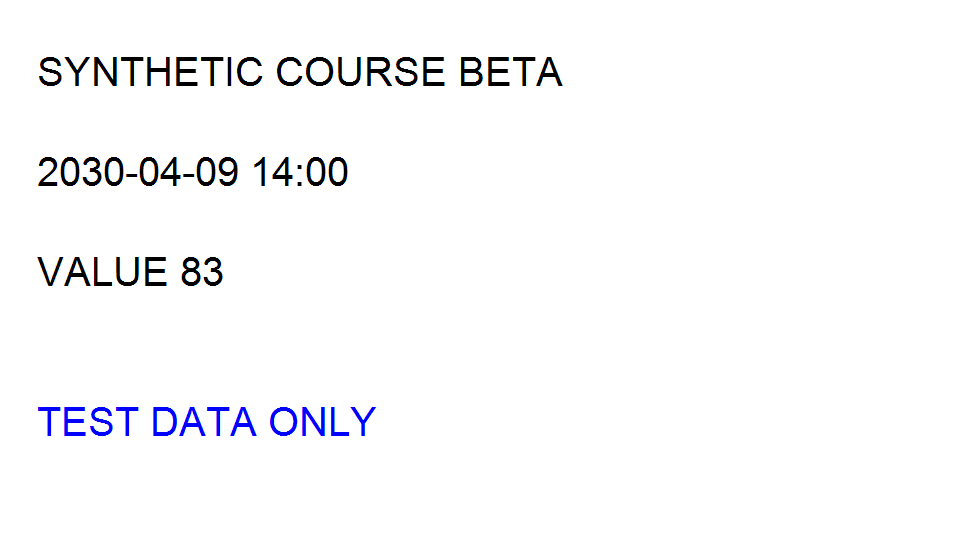 SYNTHETIC COURSE BETA
2030-04-09 14:00
VALUE 83
TEST DATA ONLY